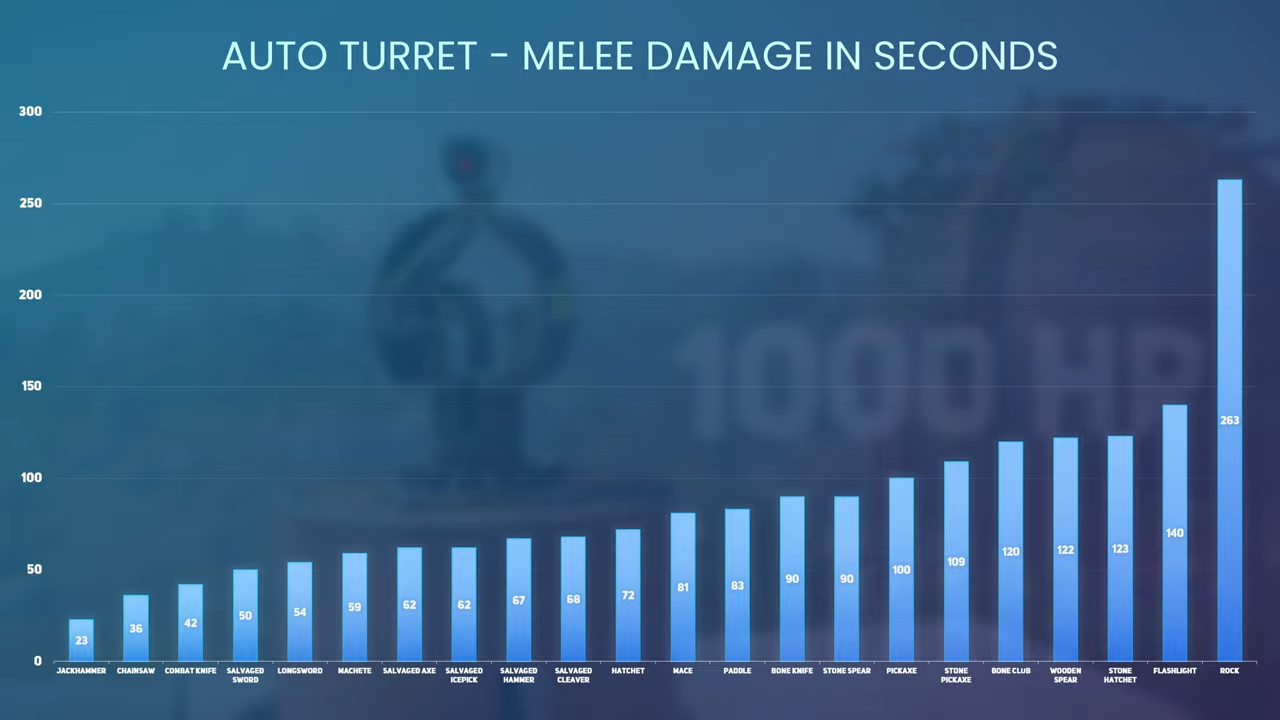 AUTO TURRET - MELEE DAMAGE IN SECONDS
300
250
200
150
100
50
0
1000 HP
23
36
42
50
54
59
62
62
67
68
72
81
83
90
90
100
109
120
122
123
140
263
JACKHAMMER
CHAINSAW
COMBAT KNIFE
SALVAGED
SWORD
LONGSWORD
MACHETE
SALVAGED AXE
SALVAGED
ICEPICK
SALVAGED
HAMMER
SALVAGED
CLEAVER
HATCHET
MACE
PADDLE
BONE KNIFE
STONE SPEAR
PICKAXE
STONE
PICKAXE
BONE CLUB
WOODEN
SPEAR
STONE
HATCHET
FLASHLIGHT
ROCK